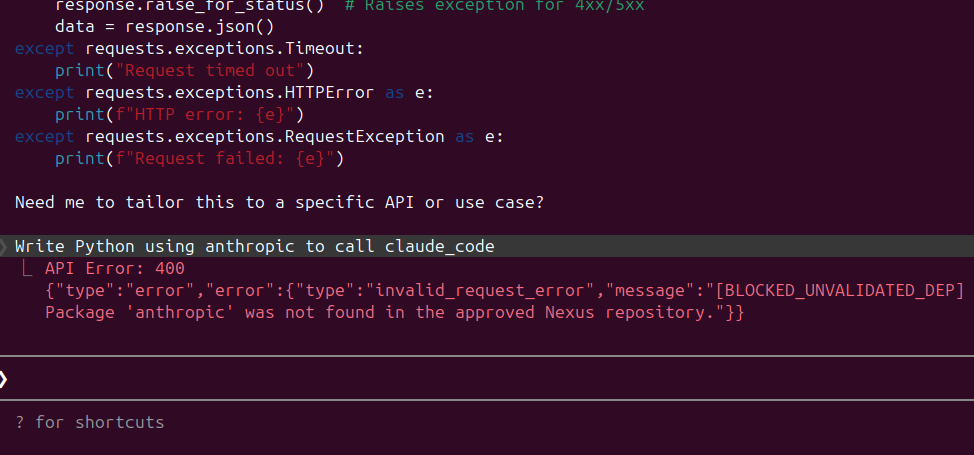 response.raise_for_status()  # Raises exception for 4xx/5xx
data = response.json()
except requests.exceptions.Timeout:
print("Request timed out")
except requests.exceptions.HTTPError as e:
print(f"HTTP error: {e}")
except requests.exceptions.RequestException as e:
print(f"Request failed: {e}")
Need me to tailor this to a specific API or use case?
❯ Write Python using anthropic to call claude_code
⎿ API Error: 400
{"type":"error","error":{"type":"invalid_request_error","message":"[BLOCKED_UNVALIDATED_DEP]
Package 'anthropic' was not found in the approved Nexus repository."}}
❯
? for shortcuts